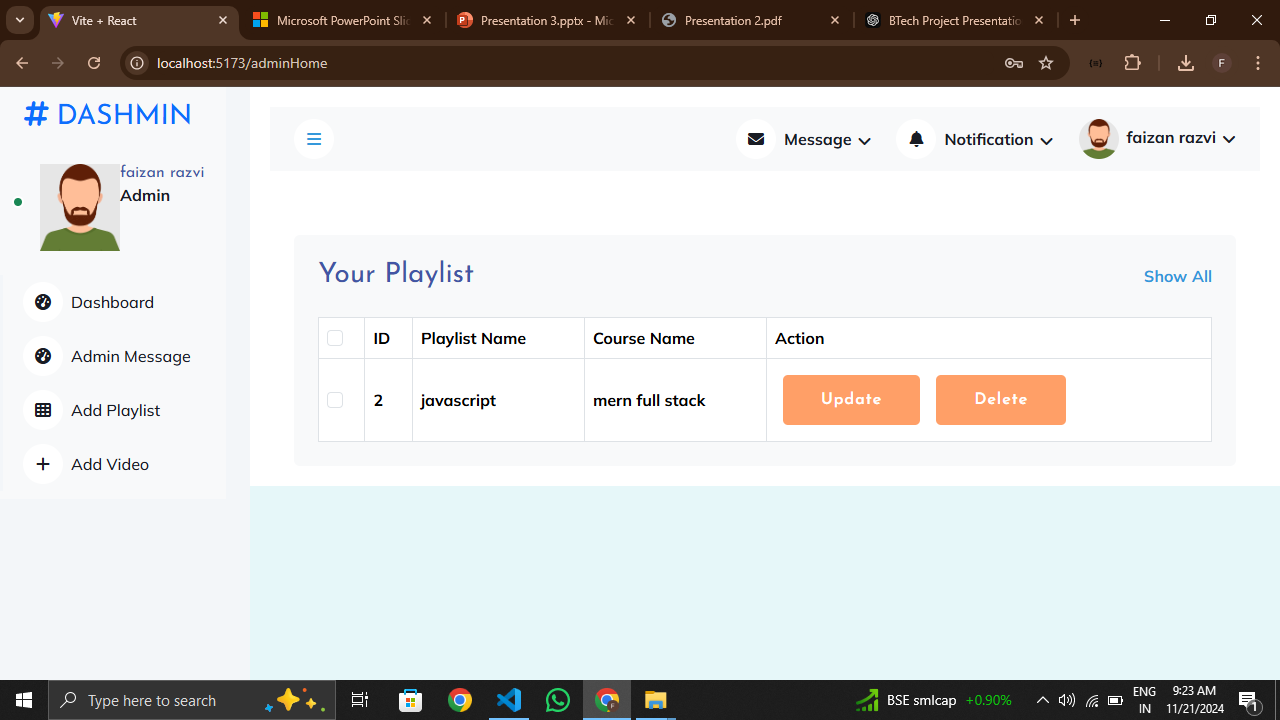 Vite + React
Microsoft PowerPoint Slid
Presentation 3.pptx - Mic
Presentation 2.pdf
BTech Project Presentatio
localhost:5173/adminHome
F
# DASHMIN
faizan razvi
Admin
Message
Notification
faizan razvi
Dashboard
Admin Message
Add Playlist
Add Video
Your Playlist
Show All
ID Playlist Name Course Name Action
2 javascript mern full stack Update Delete
Type here to search
BSE smlcap +0.90%
ENG
IN
9:23 AM
11/21/2024
1